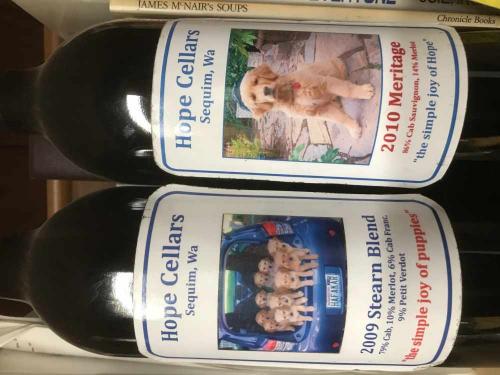 JAMES McNAIR'S SOUPS
Chronicle Books
Hope Cellars
Sequim, Wa
2010 Meritage
86% Cab Sauvignon, 14% Merlot
"the simple joy of Hope"
Hope Cellars
Sequim, Wa
2009 Stearn Blend
79% Cab, 10% Merlot, 6% Cab Franc,
9% Petit Verdot
"the simple joy of puppies"